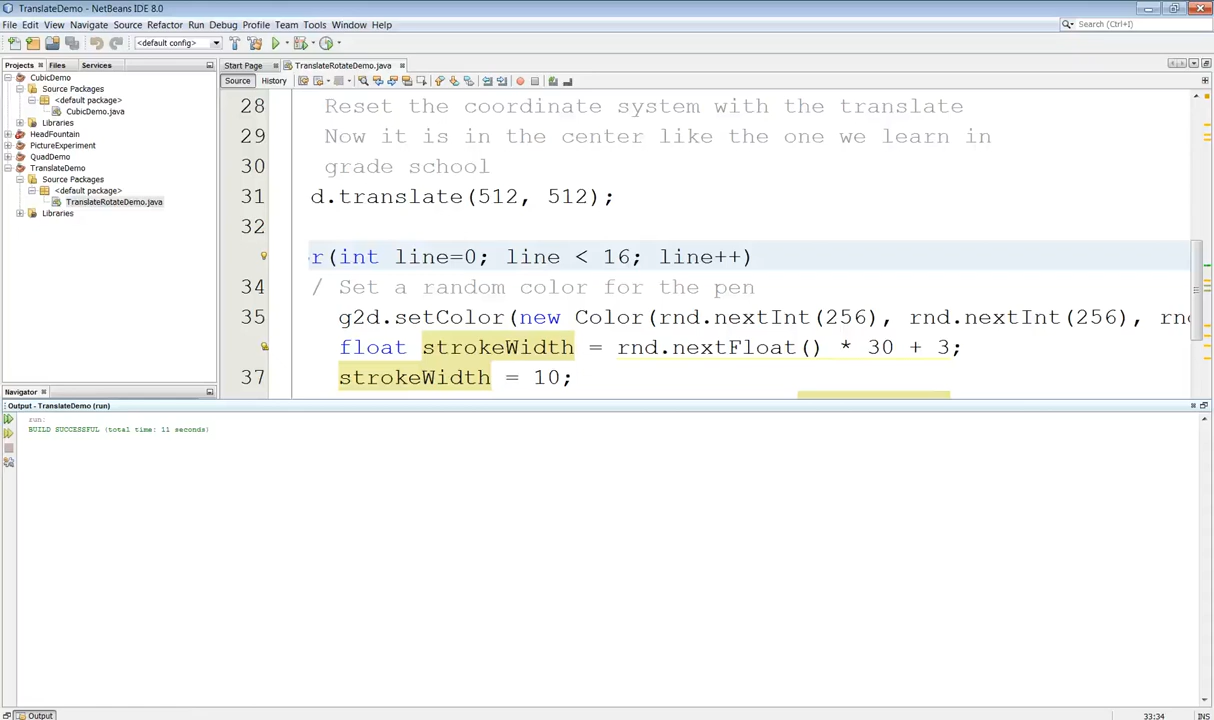 TranslateDemo - NetBeans IDE 8.0
File Edit View Navigate Source Refactor Run Debug Profile Team Tools Window Help
Search (Ctrl+I)
<default config>
Projects Files Services
CubicDemo
Source Packages
<default package>
CubicDemo.java
Libraries
HeadFountain
PictureExperiment
QuadDemo
TranslateDemo
Source Packages
<default package>
TranslateRotateDemo.java
Libraries
Navigator
Start Page TranslateRotateDemo.java
Source History
28 Reset the coordinate system with the translate
29 Now it is in the center like the one we learn in
30 grade school
31 d.translate(512, 512);
32
r(int line=0; line < 16; line++)
34 / Set a random color for the pen
35 g2d.setColor(new Color(rnd.nextInt(256), rnd.nextInt(256), rnd
float strokeWidth = rnd.nextFloat() * 30 + 3;
37 strokeWidth = 10;
Output - TranslateDemo (run)
run:
BUILD SUCCESSFUL (total time: 11 seconds)
Output
33:34 INS